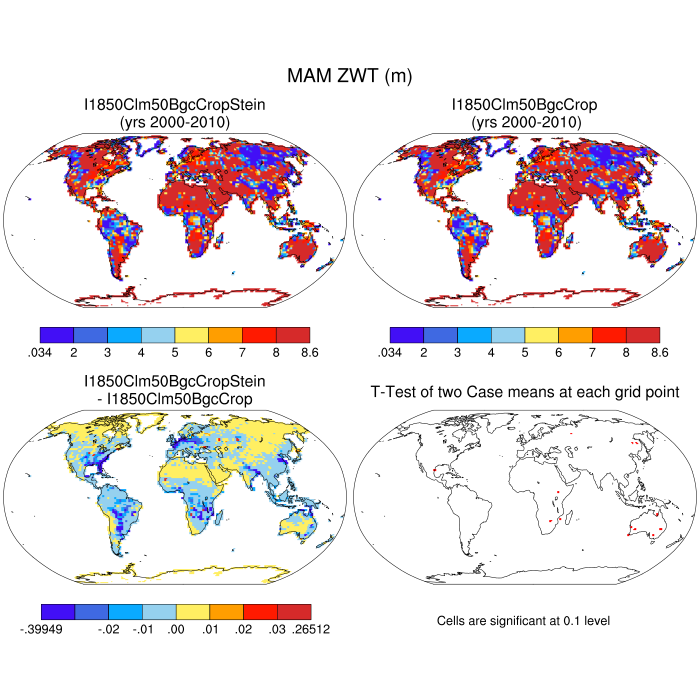 MAM ZWT (m)
I1850Clm50BgcCropStein
(yrs 2000-2010)
I1850Clm50BgcCrop
(yrs 2000-2010)
.034 2 3 4 5 6 7 8 8.6
.034 2 3 4 5 6 7 8 8.6
I1850Clm50BgcCropStein
- I1850Clm50BgcCrop
T-Test of two Case means at each grid point
-.39949 -.02 -.01 .00 .01 .02 .03 .26512
Cells are significant at 0.1 level